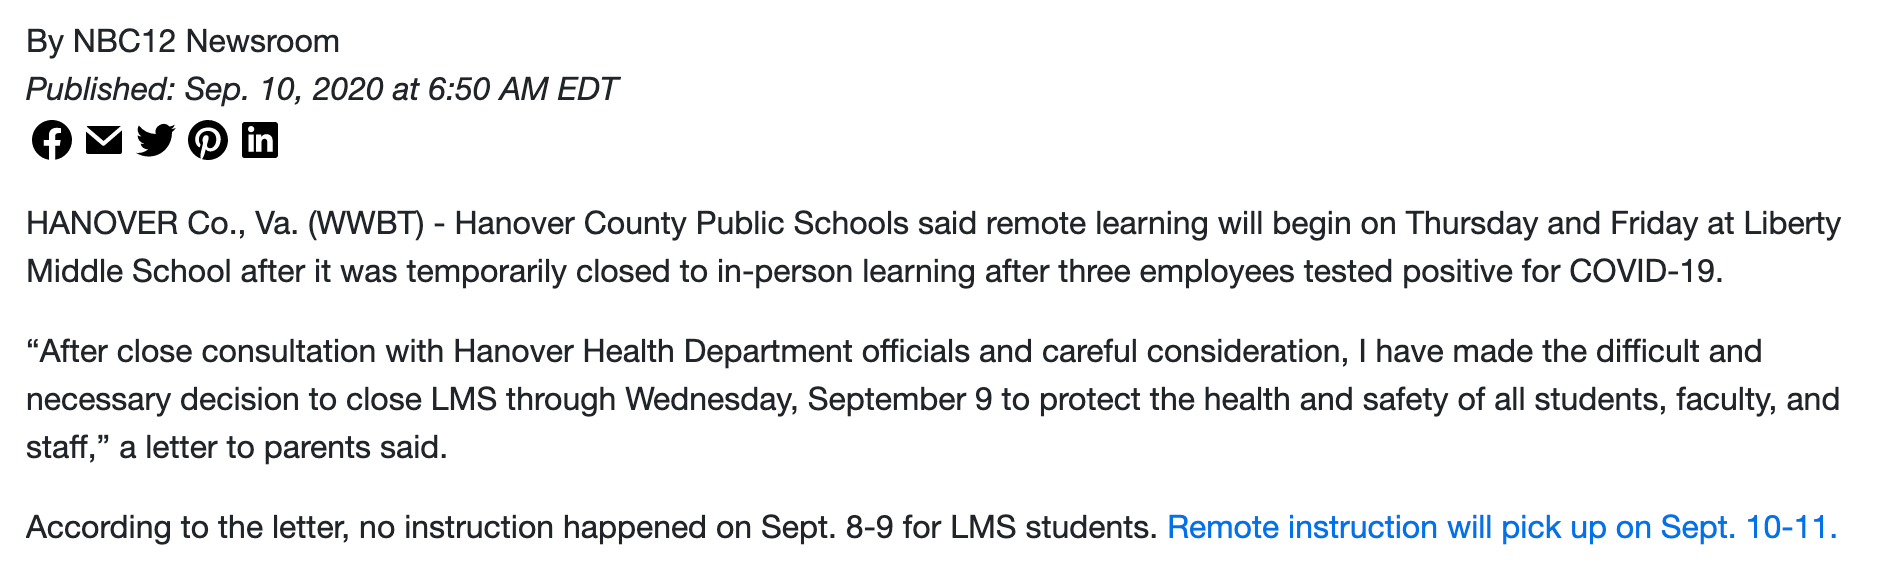 By NBC12 Newsroom
Published: Sep. 10, 2020 at 6:50 AM EDT
HANOVER Co., Va. (WWBT) - Hanover County Public Schools said remote learning will begin on Thursday and Friday at Liberty
Middle School after it was temporarily closed to in-person learning after three employees tested positive for COVID-19.
“After close consultation with Hanover Health Department officials and careful consideration, I have made the difficult and
necessary decision to close LMS through Wednesday, September 9 to protect the health and safety of all students, faculty, and
staff,” a letter to parents said.
According to the letter, no instruction happened on Sept. 8-9 for LMS students. Remote instruction will pick up on Sept. 10-11.